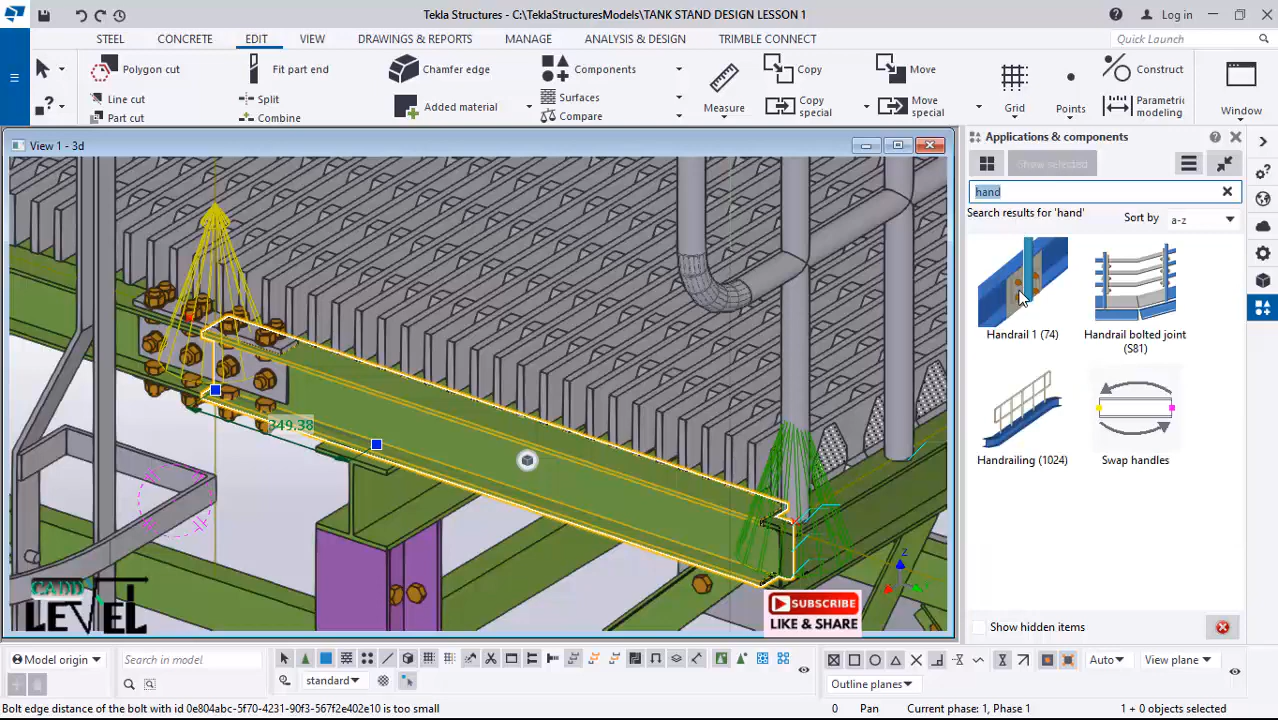 Tekla Structures - C:\TeklaStructuresModels\TANK STAND DESIGN LESSON 1
Log in
STEEL CONCRETE EDIT VIEW DRAWINGS & REPORTS MANAGE ANALYSIS & DESIGN TRIMBLE CONNECT Quick Launch
Polygon cut Fit part end Chamfer edge Components Copy Move Construct
Line cut Split Added material Surfaces Measure Copy special Move special Grid Points Parametric modeling Window
Part cut Combine Compare
View 1 - 3d
Applications & components
Show selected
hand
Search results for 'hand' Sort by a-z
Handrail 1 (74) Handrail bolted joint (S81)
Handrailing (1024) Swap handles
349.38
Z
CADD
LEVEL
SUBSCRIBE
LIKE & SHARE
Show hidden items
Model origin Search in model Auto View plane
standard Outline planes
Bolt edge distance of the bolt with id 0e804abc-5f70-4231-90f3-567f2e402e10 is too small 0 Pan Current phase: 1, Phase 1 1 + 0 objects selected